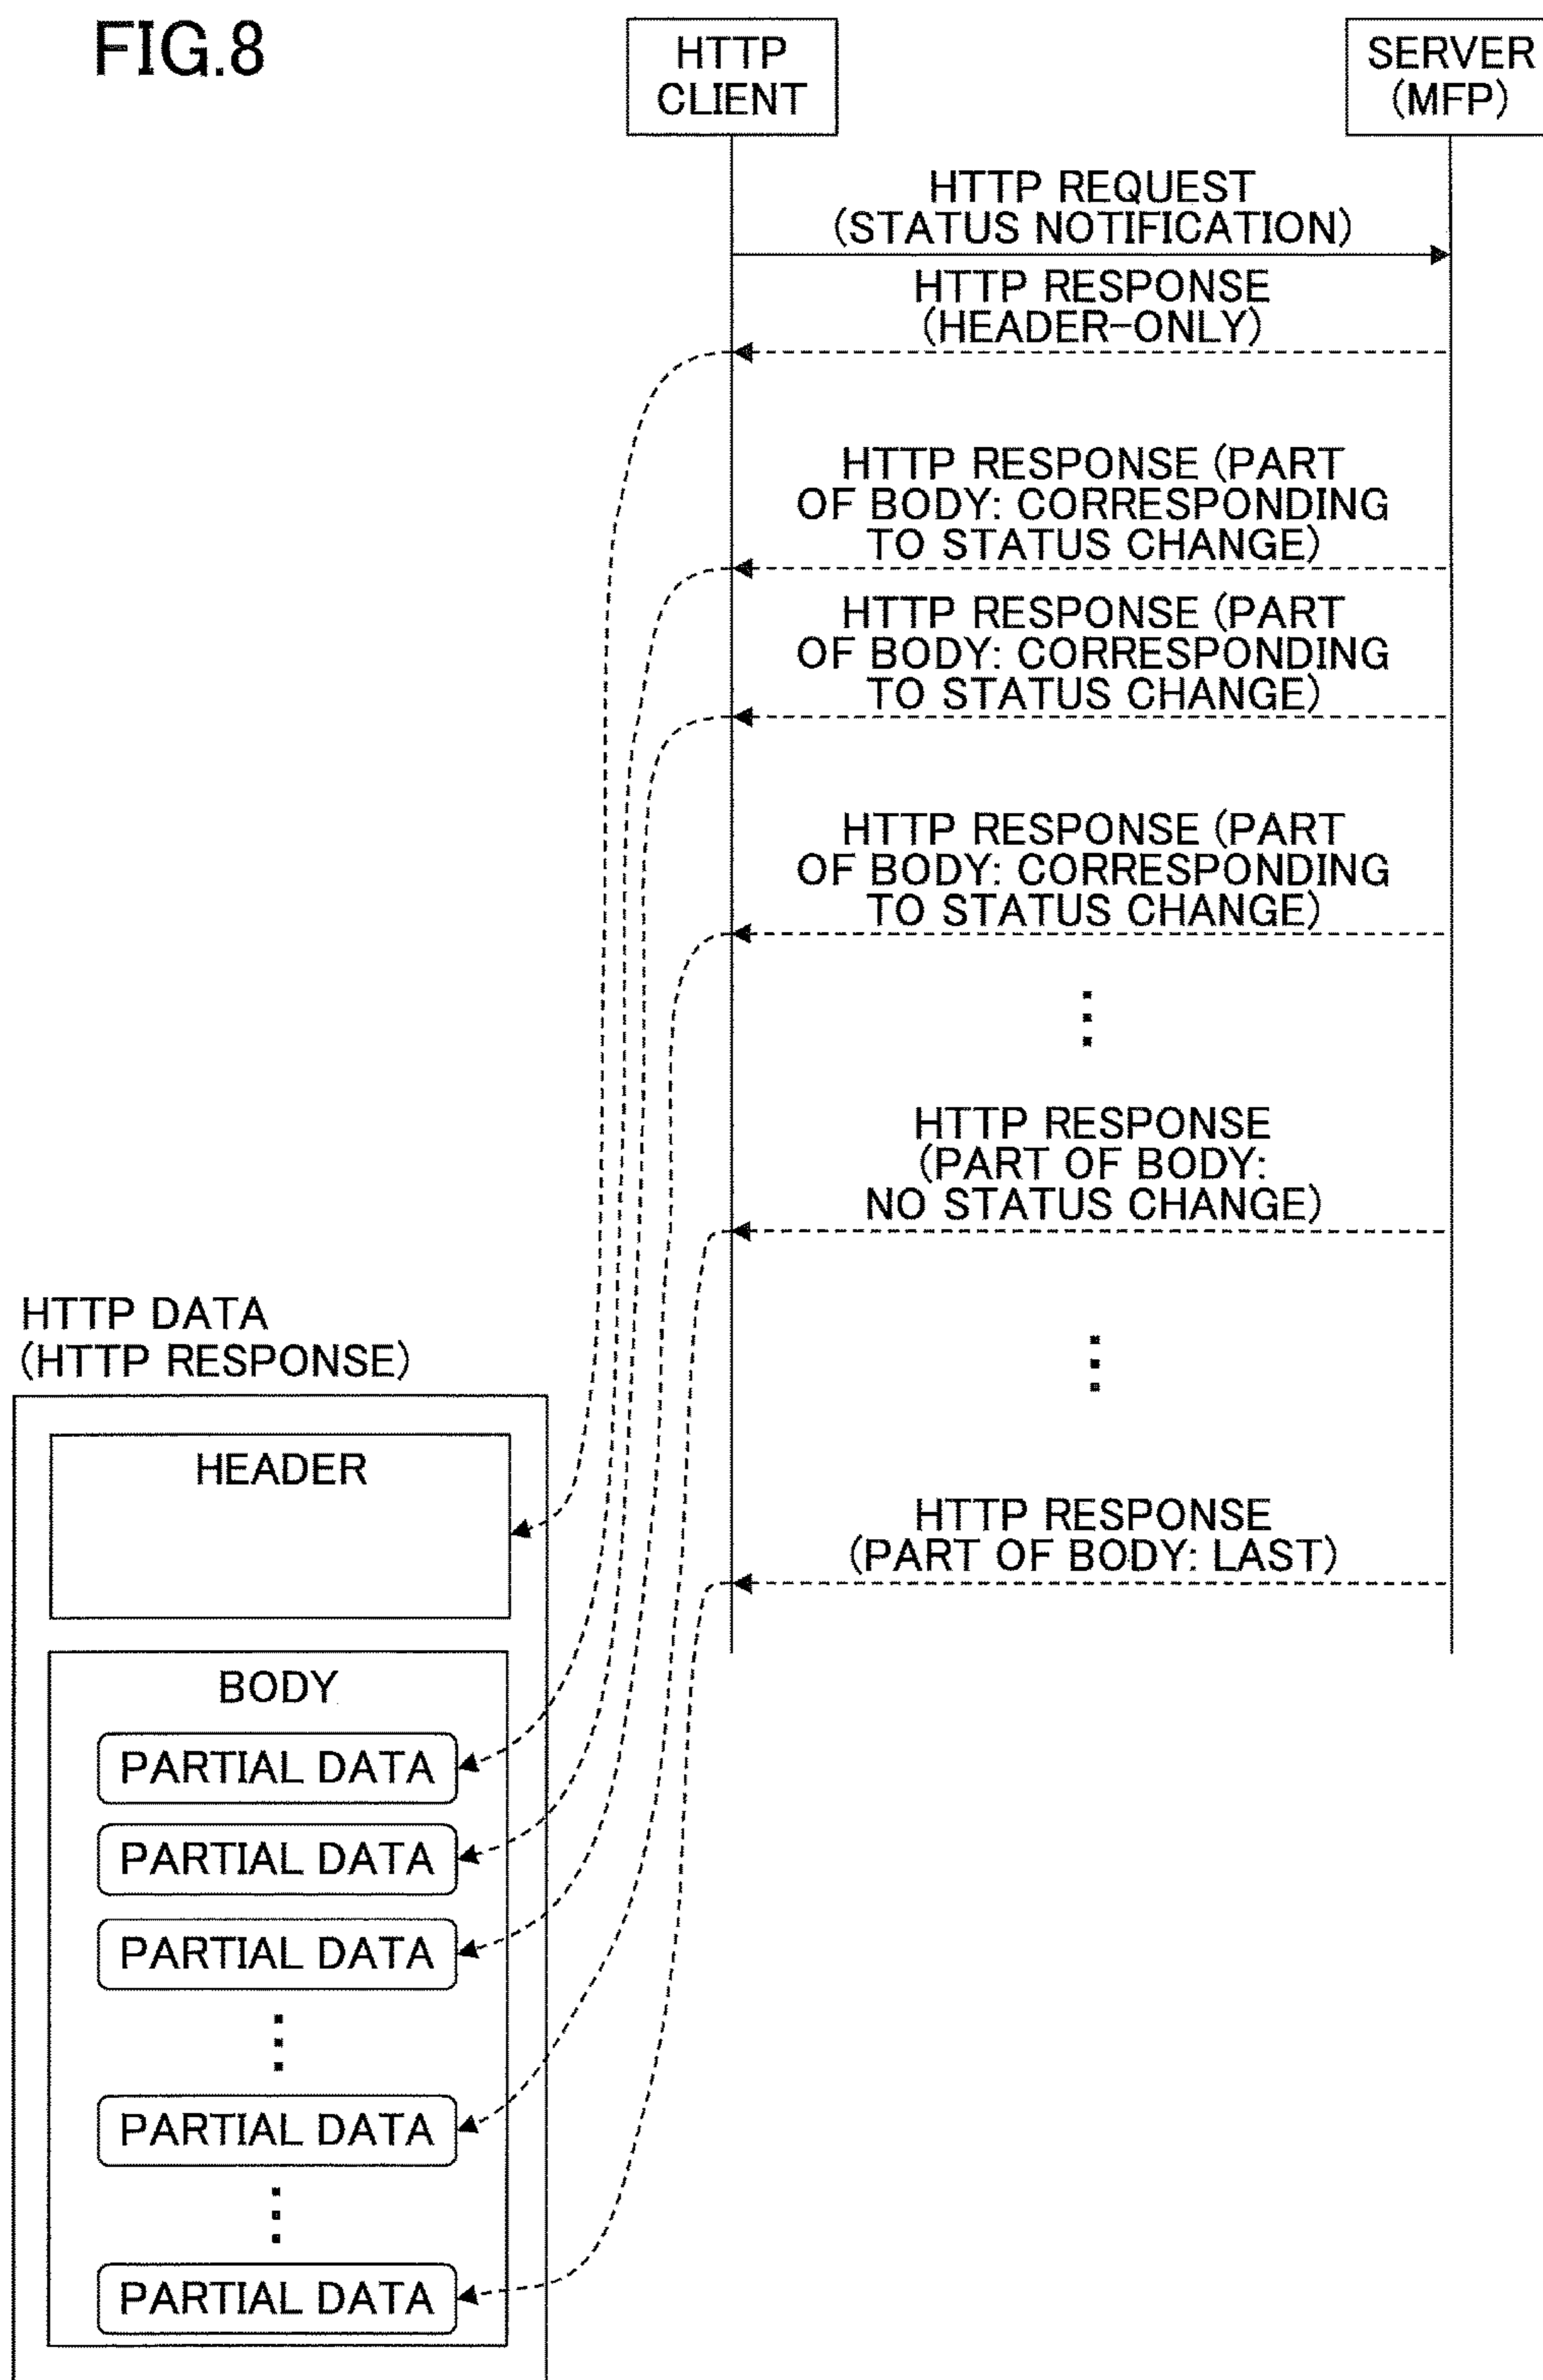 FIG.8
HTTP
CLIENT
SERVER
(MFP)
HTTP REQUEST
(STATUS NOTIFICATION)
HTTP RESPONSE
(HEADER-ONLY)
HTTP RESPONSE (PART
OF BODY: CORRESPONDING
TO STATUS CHANGE)
HTTP RESPONSE (PART
OF BODY: CORRESPONDING
TO STATUS CHANGE)
HTTP RESPONSE (PART
OF BODY: CORRESPONDING
TO STATUS CHANGE)
HTTP RESPONSE
(PART OF BODY:
NO STATUS CHANGE)
HTTP RESPONSE
(PART OF BODY: LAST)
HTTP DATA
(HTTP RESPONSE)
HEADER
BODY
PARTIAL DATA
PARTIAL DATA
PARTIAL DATA
PARTIAL DATA
PARTIAL DATA